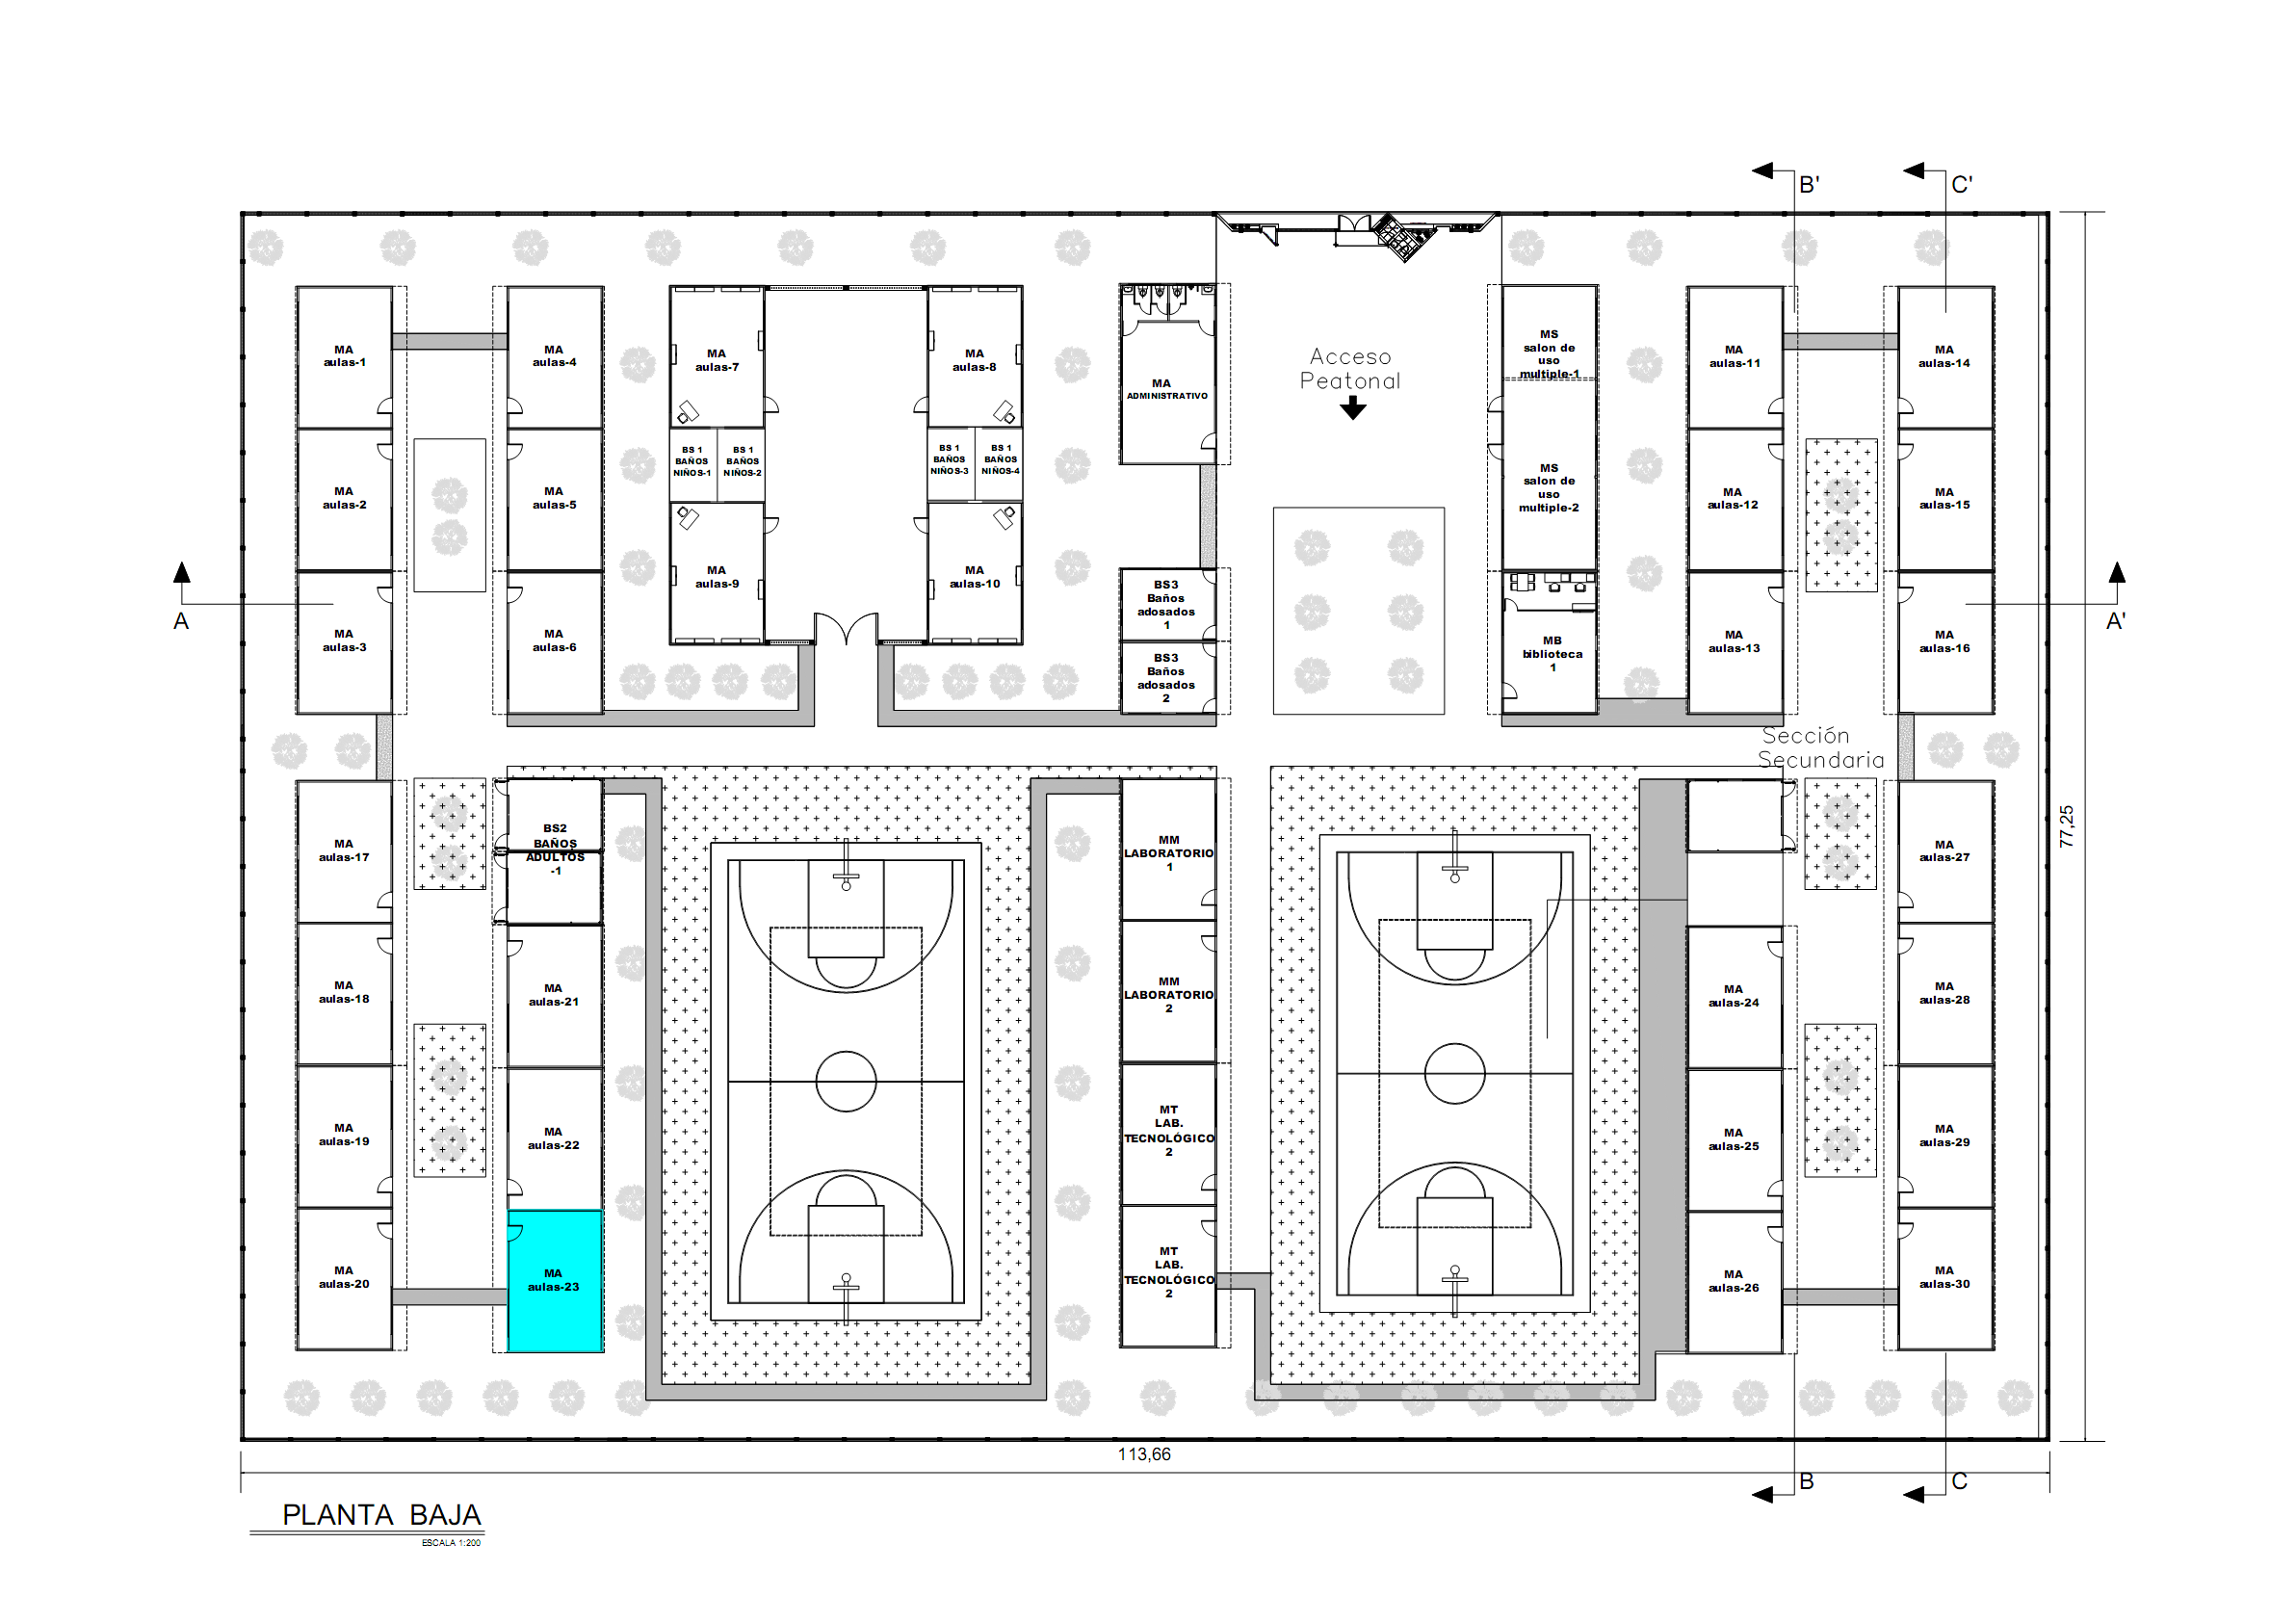 B'
C'
MA
aulas-1
MA
aulas-4
MA
aulas-7
MA
aulas-8
MA
ADMINISTRATIVO
Acceso
Peatonal
MS
salon de
uso
multiple-1
MA
aulas-11
MA
aulas-14
BS 1
BAÑOS
NIÑOS-1
BS 1
BAÑOS
NIÑOS-2
BS 1
BAÑOS
NIÑOS-3
BS 1
BAÑOS
NIÑOS-4
MA
aulas-2
MA
aulas-5
MS
salon de
uso
multiple-2
MA
aulas-12
MA
aulas-15
MA
aulas-9
MA
aulas-10
BS3
Baños
adosados
1
A
A'
MA
aulas-3
MA
aulas-6
MB
biblioteca
1
MA
aulas-13
MA
aulas-16
BS3
Baños
adosados
2
Sección
Secundaria
77,25
MA
aulas-17
BS2
BAÑOS
ADULTOS
-1
MM
LABORATORIO
1
MA
aulas-27
MA
aulas-18
MA
aulas-21
MM
LABORATORIO
2
MA
aulas-24
MA
aulas-28
MA
aulas-19
MA
aulas-22
MT
LAB.
TECNOLÓGICO
2
MA
aulas-25
MA
aulas-29
MA
aulas-20
MA
aulas-23
MT
LAB.
TECNOLÓGICO
2
MA
aulas-26
MA
aulas-30
113,66
B
C
PLANTA BAJA
ESCALA 1:200